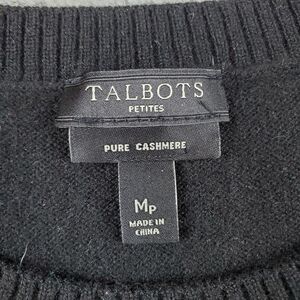 TALBOTS
PETITES
PURE CASHMERE
MP
MADE IN
CHINA